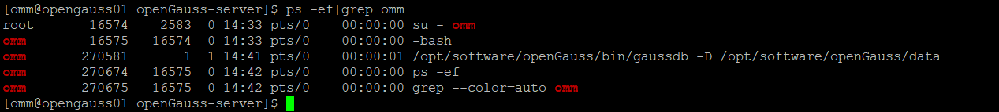 [omm@opengauss01 openGauss-server]$ ps -ef|grep omm
root       16574    2583  0 14:33 pts/0    00:00:00 su - omm
omm        16575   16574  0 14:33 pts/0    00:00:00 -bash
omm       270581       1  1 14:41 pts/0    00:00:01 /opt/software/openGauss/bin/gaussdb -D /opt/software/openGauss/data
omm       270674   16575  0 14:42 pts/0    00:00:00 ps -ef
omm       270675   16575  0 14:42 pts/0    00:00:00 grep --color=auto omm
[omm@opengauss01 openGauss-server]$